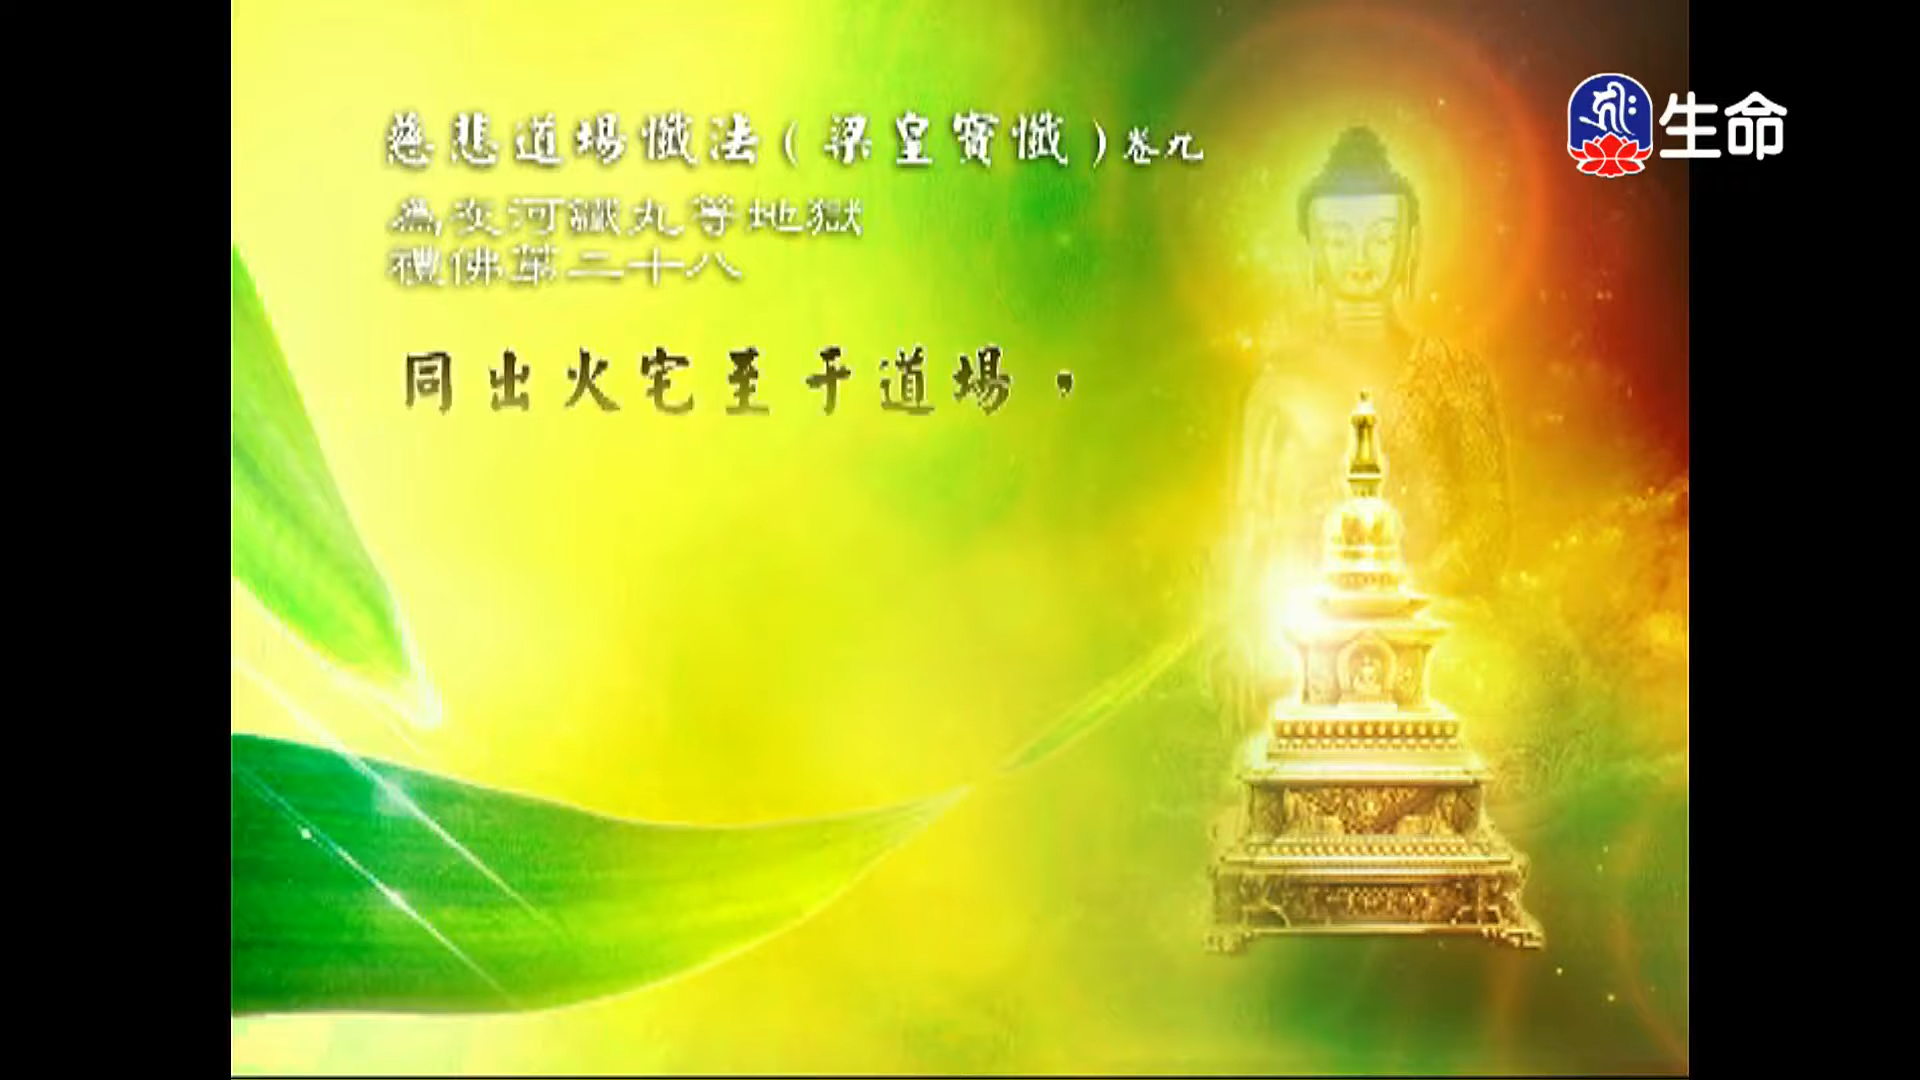 慈悲道場懺法(梁皇寶懺)卷九
為灰河鐵丸等地獄
禮佛第二十八
同出火宅至于道場，
生命